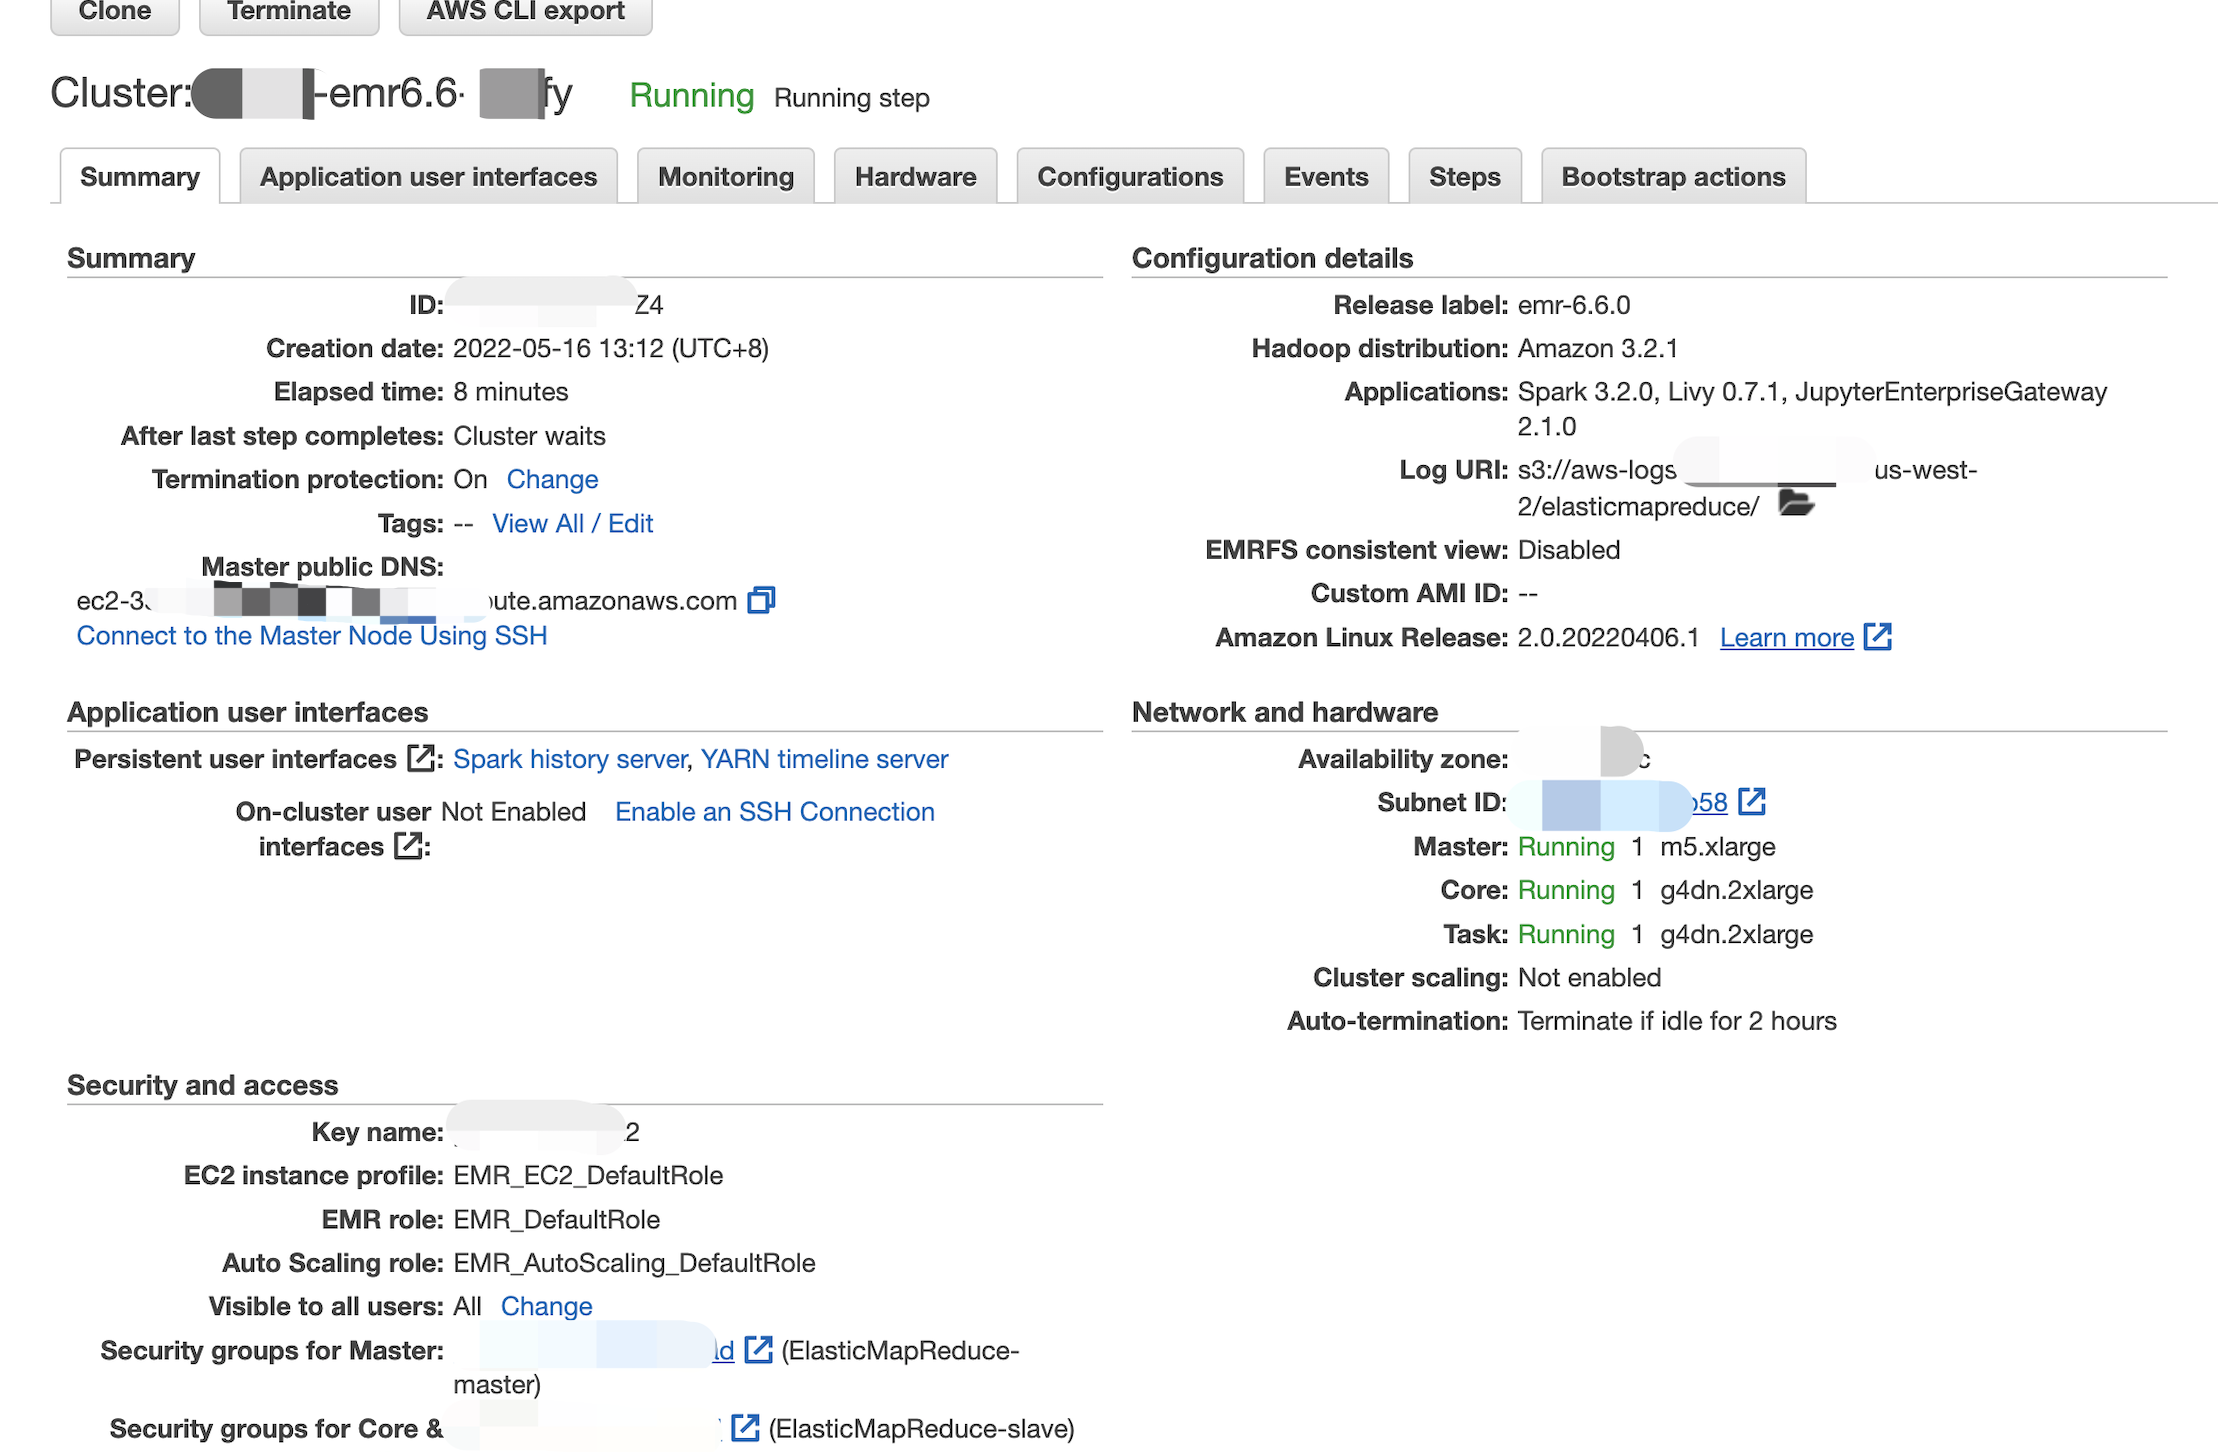 Clone Terminate AWS CLI export
Cluster: -emr6.6- fy Running Running step
Summary Application user interfaces Monitoring Hardware Configurations Events Steps Bootstrap actions
Summary
ID: Z4
Creation date: 2022-05-16 13:12 (UTC+8)
Elapsed time: 8 minutes
After last step completes: Cluster waits
Termination protection: On Change
Tags: -- View All / Edit
Master public DNS:
ec2-3 ute.amazonaws.com
Connect to the Master Node Using SSH
Configuration details
Release label: emr-6.6.0
Hadoop distribution: Amazon 3.2.1
Applications: Spark 3.2.0, Livy 0.7.1, JupyterEnterpriseGateway
2.1.0
Log URI: s3://aws-logs us-west-
2/elasticmapreduce/
EMRFS consistent view: Disabled
Custom AMI ID: --
Amazon Linux Release: 2.0.20220406.1 Learn more
Application user interfaces
Persistent user interfaces : Spark history server, YARN timeline server
On-cluster user Not Enabled Enable an SSH Connection
interfaces :
Network and hardware
Availability zone: c
Subnet ID: 58
Master: Running 1 m5.xlarge
Core: Running 1 g4dn.2xlarge
Task: Running 1 g4dn.2xlarge
Cluster scaling: Not enabled
Auto-termination: Terminate if idle for 2 hours
Security and access
Key name: 2
EC2 instance profile: EMR_EC2_DefaultRole
EMR role: EMR_DefaultRole
Auto Scaling role: EMR_AutoScaling_DefaultRole
Visible to all users: All Change
Security groups for Master: d (ElasticMapReduce-
master)
Security groups for Core & (ElasticMapReduce-slave)